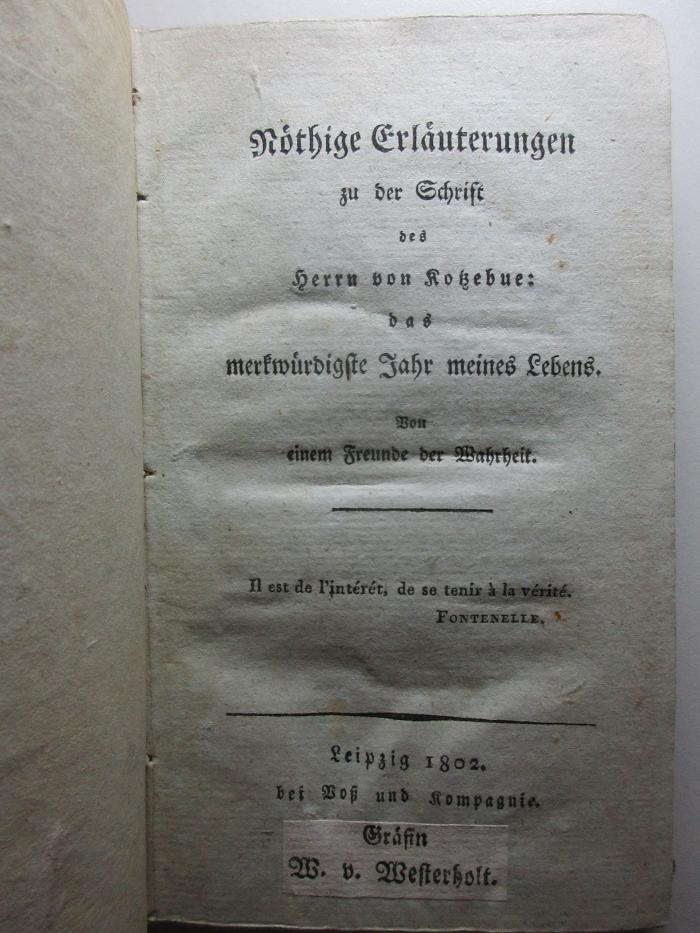 Nöthige Erläuterungen
zu der Schrift
des
Herrn von Kotzebue:
das
merkwürdigste Jahr meines Lebens.
Von
einem Freunde der Wahrheit.
Il est de l'intérét, de se tenir à la vérité.
FONTENELLE.
Leipzig 1802.
bei Voß und Kompagnie.
Gräfin
W. v. Westerholt.